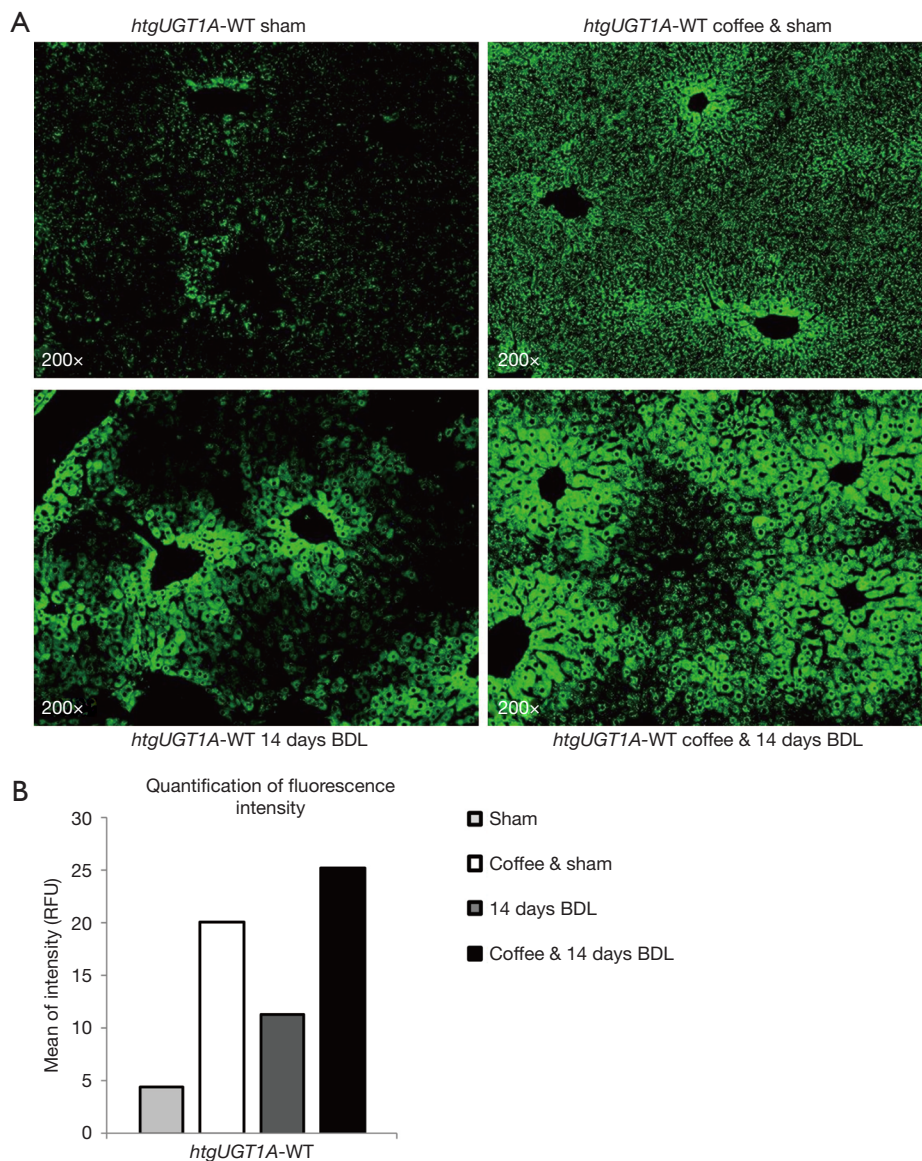 A
htgUGT1A-WT sham
htgUGT1A-WT coffee & sham
200×
200×
200×
200×
htgUGT1A-WT 14 days BDL
htgUGT1A-WT coffee & 14 days BDL
B
Quantification of fluorescence
intensity
Mean of intensity (RFU)
30
25
20
15
10
5
0
htgUGT1A-WT
Sham
Coffee & sham
14 days BDL
Coffee & 14 days BDL